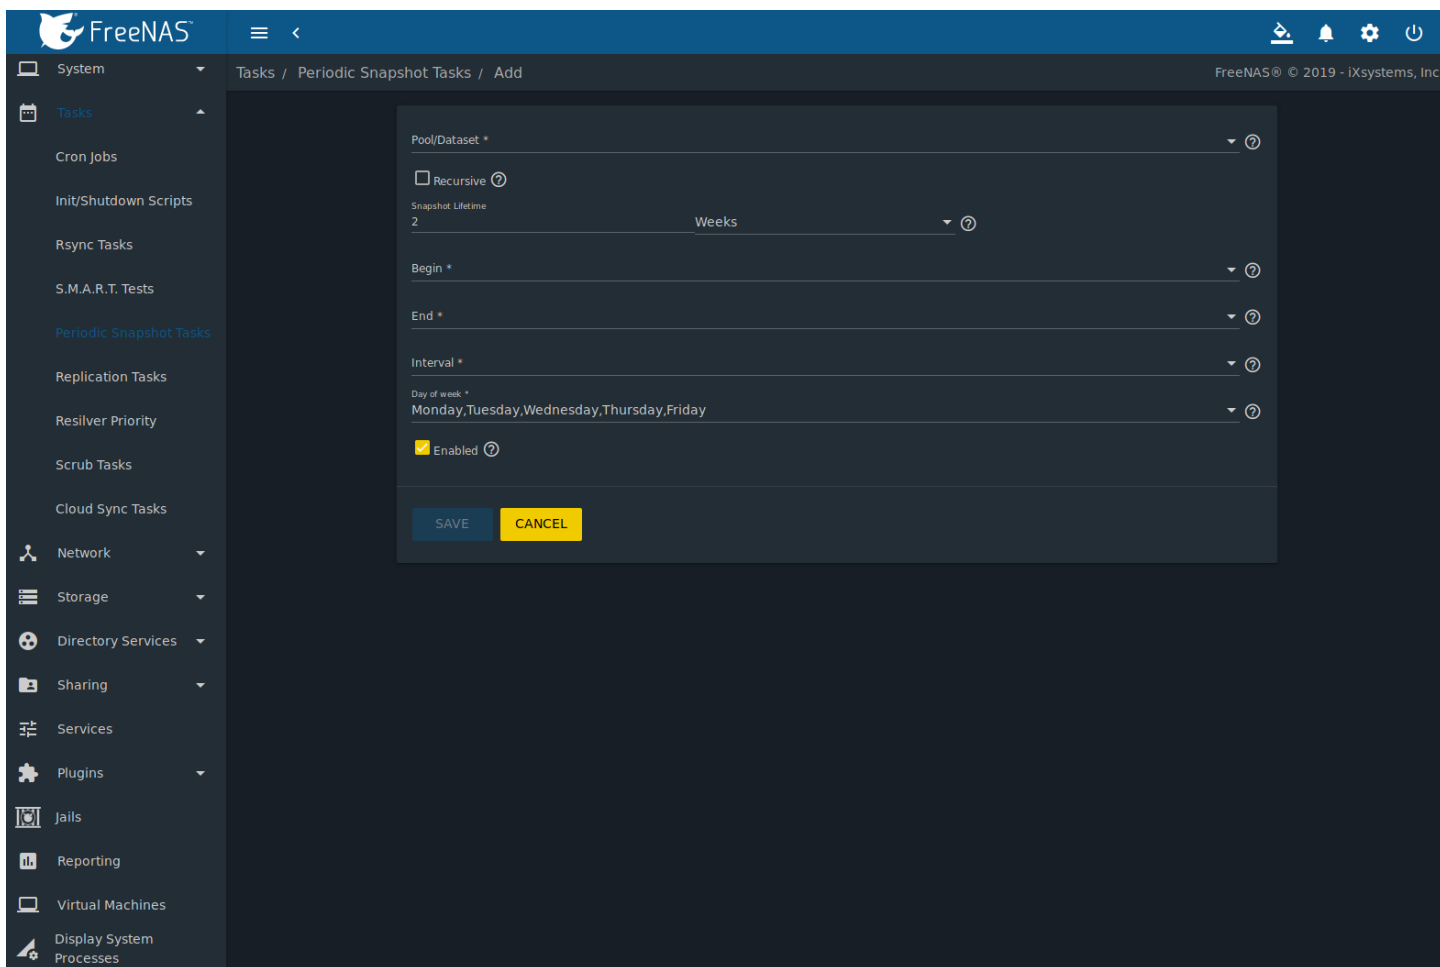 FreeNAS™
System
Tasks / Periodic Snapshot Tasks / Add
FreeNAS® © 2019 - iXsystems, Inc
Tasks
Cron Jobs
Init/Shutdown Scripts
Rsync Tasks
S.M.A.R.T. Tests
Periodic Snapshot Tasks
Replication Tasks
Resilver Priority
Scrub Tasks
Cloud Sync Tasks
Network
Storage
Directory Services
Sharing
Services
Plugins
Jails
Reporting
Virtual Machines
Display System
Processes
Pool/Dataset *
Recursive
Snapshot Lifetime
2 Weeks
Begin *
End *
Interval *
Day of week *
Monday,Tuesday,Wednesday,Thursday,Friday
Enabled
SAVE CANCEL